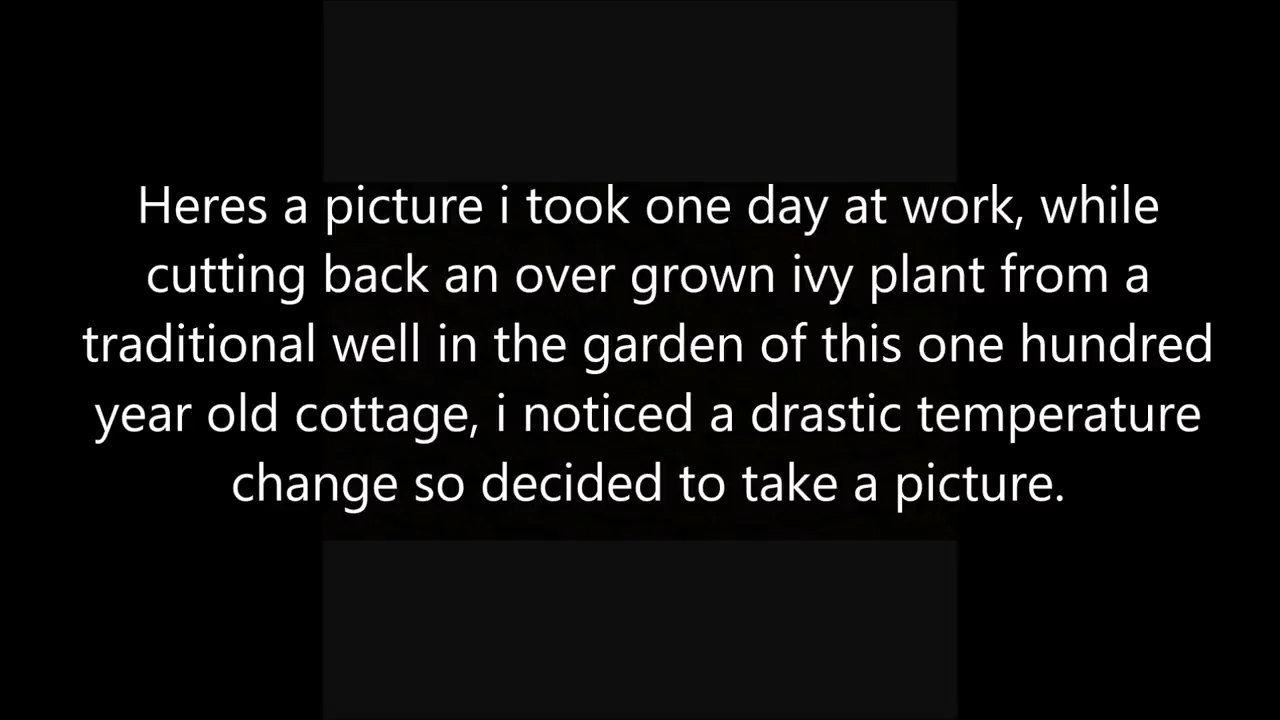 Heres a picture i took one day at work, while
cutting back an over grown ivy plant from a
traditional well in the garden of this one hundred
year old cottage, i noticed a drastic temperature
change so decided to take a picture.